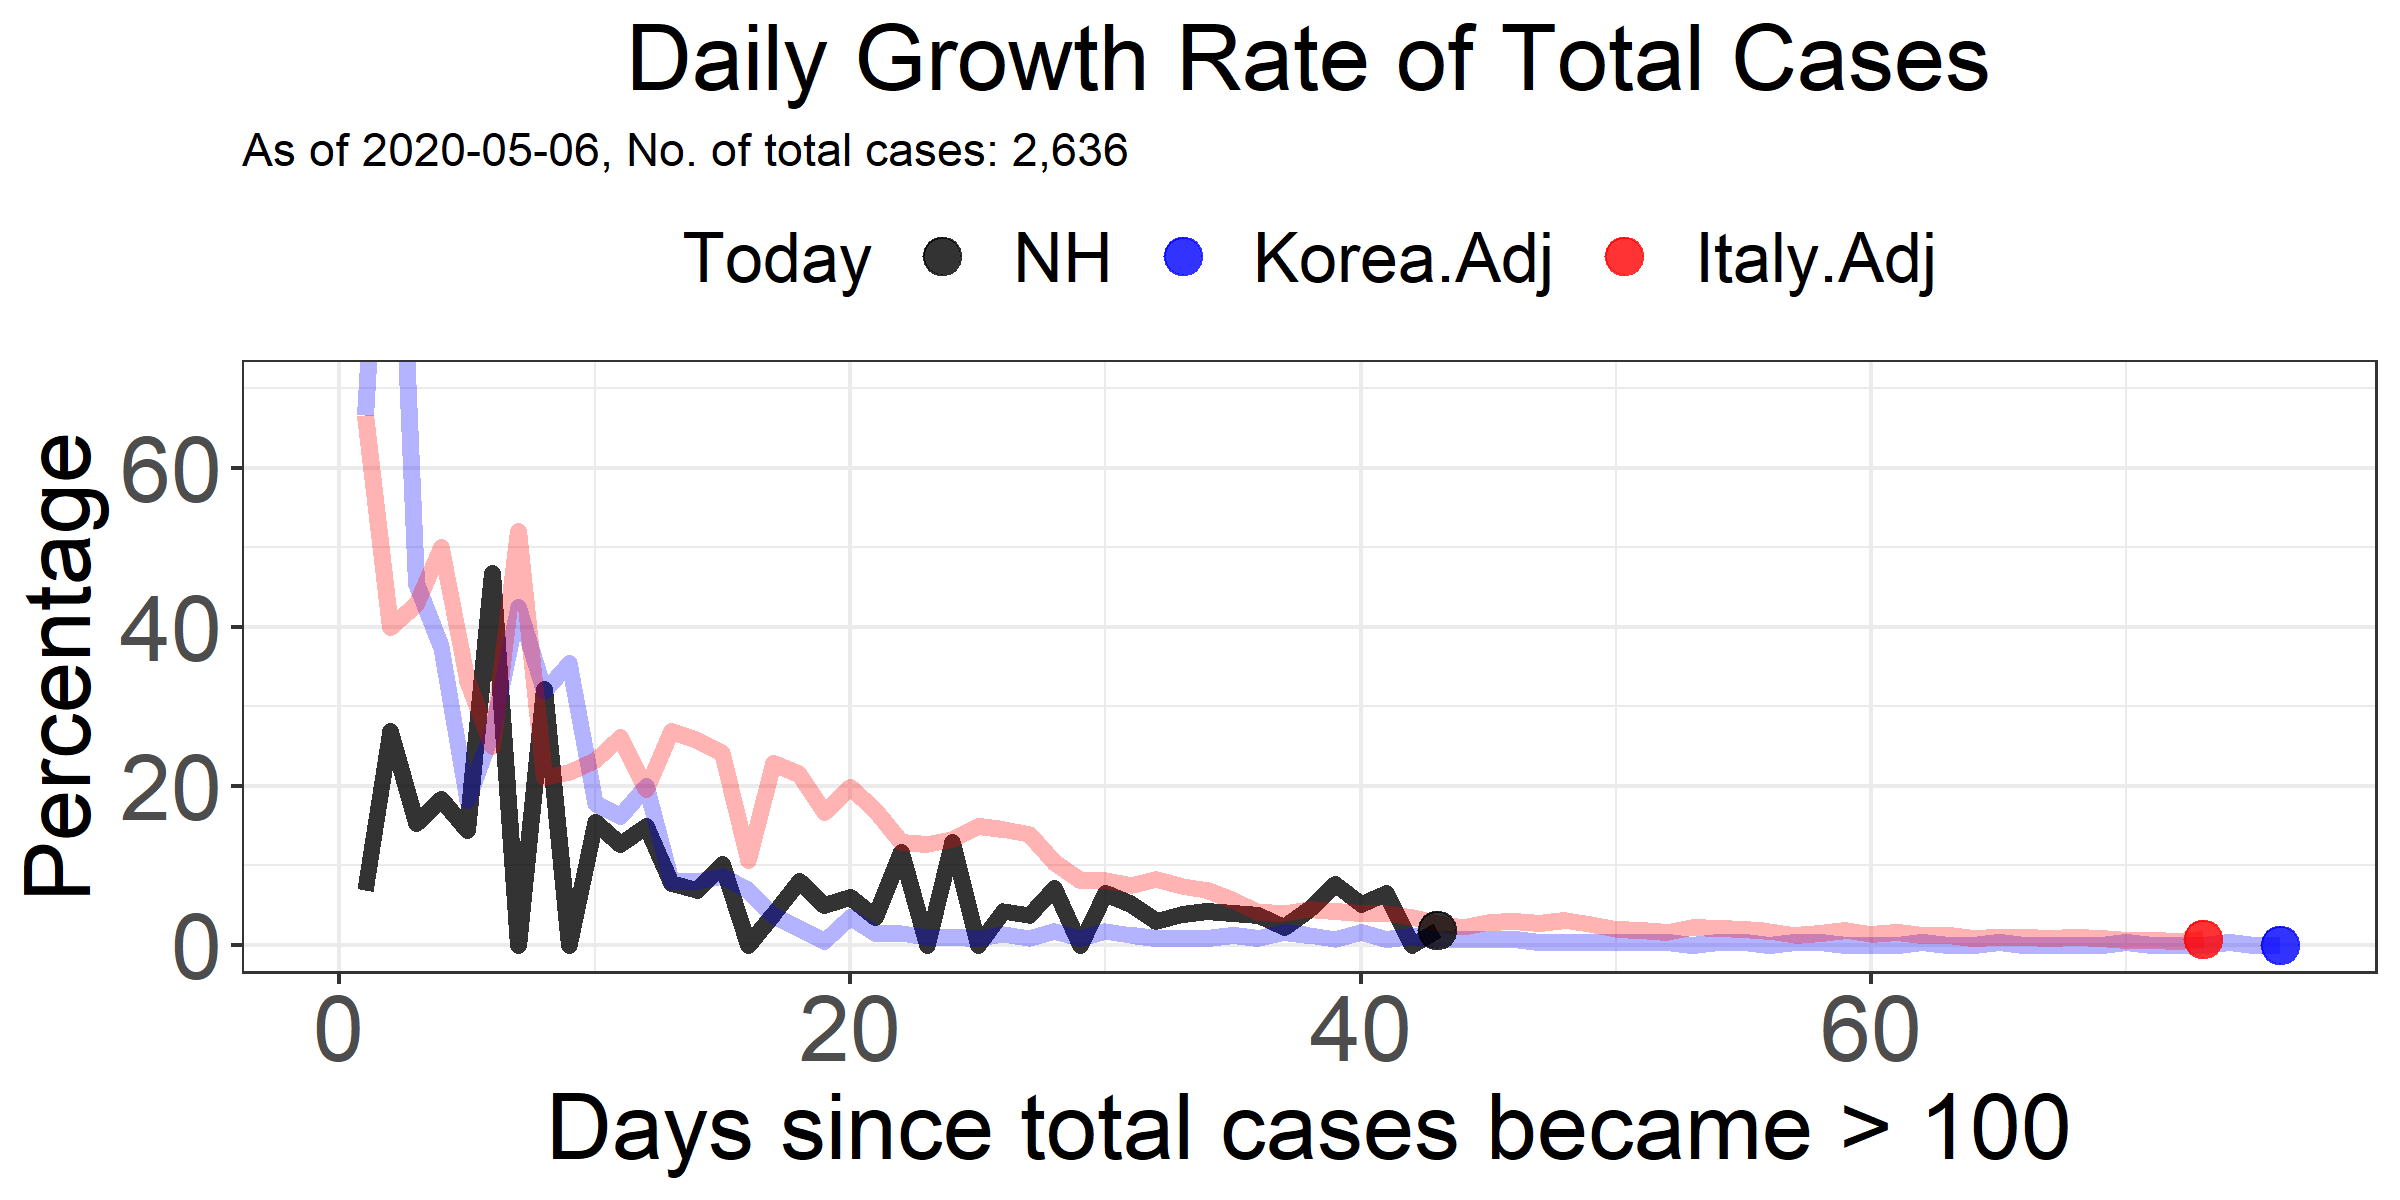 Daily Growth Rate of Total Cases
As of 2020-05-06, No. of total cases: 2,636
Today NH Korea.Adj Italy.Adj
Percentage
60
40
20
0
0 20 40 60
Days since total cases became > 100